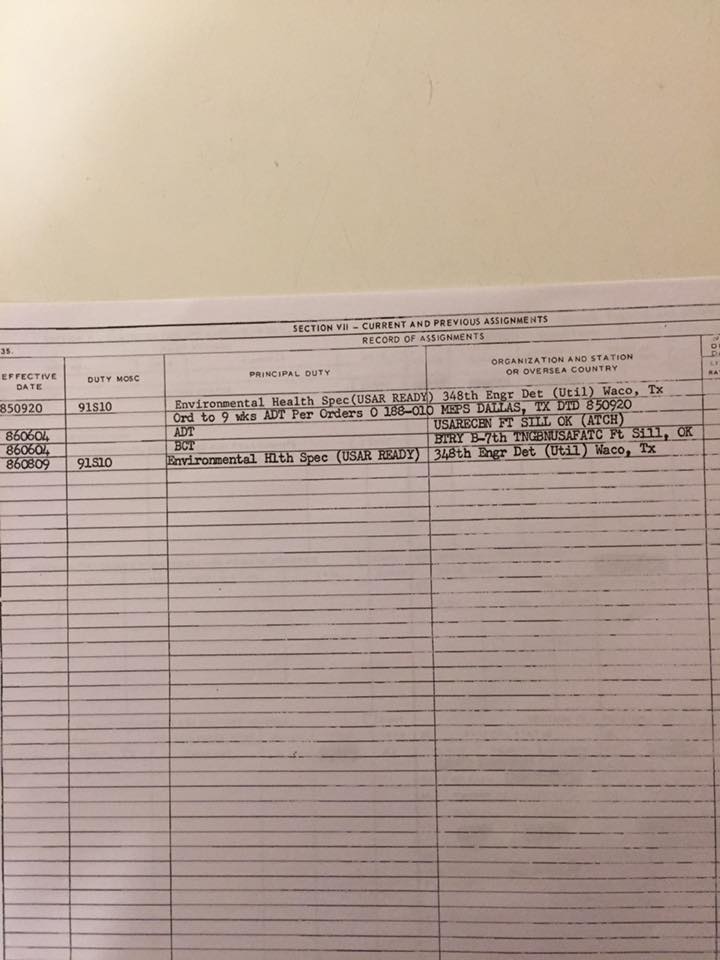 SECTION VII - CURRENT AND PREVIOUS ASSIGNMENTS
35. RECORD OF ASSIGNMENTS
EFFECTIVE DATE DUTY MOSC PRINCIPAL DUTY ORGANIZATION AND STATION OR OVERSEA COUNTRY
850920 91S10 Environmental Health Spec(USAR READY) 348th Engr Det (Util) Waco, Tx
Ord to 9 wks ADT Per Orders O 188-010 MEPS DALLAS, TX DTD 850920
860604 ADT USARECEN FT SILL OK (ATCH)
860604 BCT BTRY B-7th TNGBNUSAFATC Ft Sill, OK
860809 91S10 Environmental Hlth Spec (USAR READY) 348th Engr Det (Util) Waco, Tx